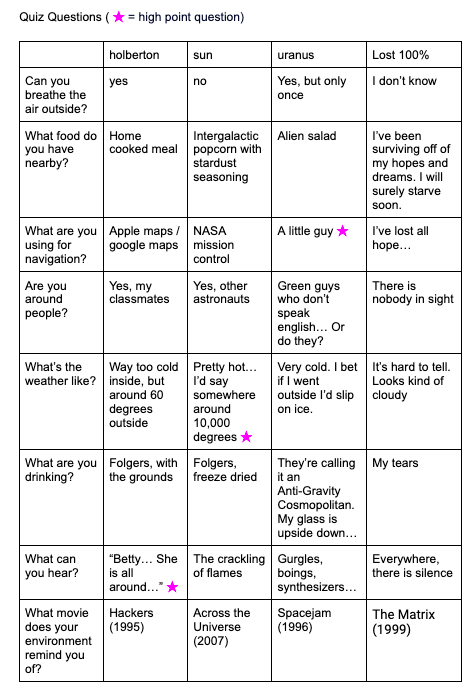 Quiz Questions ( ★ = high point question)
holberton
sun
uranus
Lost 100%
Can you
breathe the
air outside?
yes
no
Yes, but only
once
I don't know
What food do
you have
nearby?
Home
cooked meal
Intergalactic
popcorn with
stardust
seasoning
Alien salad
I've been
surviving off of
my hopes and
dreams. I will
surely starve
soon.
What are you
using for
navigation?
Apple maps /
google maps
NASA
mission
control
A little guy ★
I've lost all
hope…
Are you
around
people?
Yes, my
classmates
Yes, other
astronauts
Green guys
who don't
speak
english… Or
do they?
There is
nobody in sight
What's the
weather like?
Way too cold
inside, but
around 60
degrees
outside
Pretty hot…
I'd say
somewhere
around
10,000
degrees ★
Very cold. I bet
if I went
outside I'd slip
on ice.
It's hard to tell.
Looks kind of
cloudy
What are you
drinking?
Folgers, with
the grounds
Folgers,
freeze dried
They're calling
it an
Anti-Gravity
Cosmopolitan.
My glass is
upside down…
My tears
What can
you hear?
"Betty… She
is all
around…" ★
The crackling
of flames
Gurgles,
boings,
synthesizers…
Everywhere,
there is silence
What movie
does your
environment
remind you
of?
Hackers
(1995)
Across the
Universe
(2007)
Spacejam
(1996)
The Matrix
(1999)